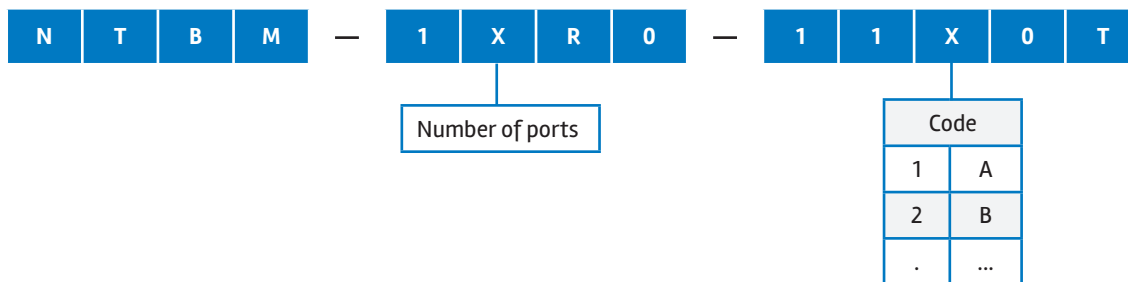 N T B M — 1 X R 0 — 1 1 X 0 T
Number of ports
Code
1 A
2 B
. ...